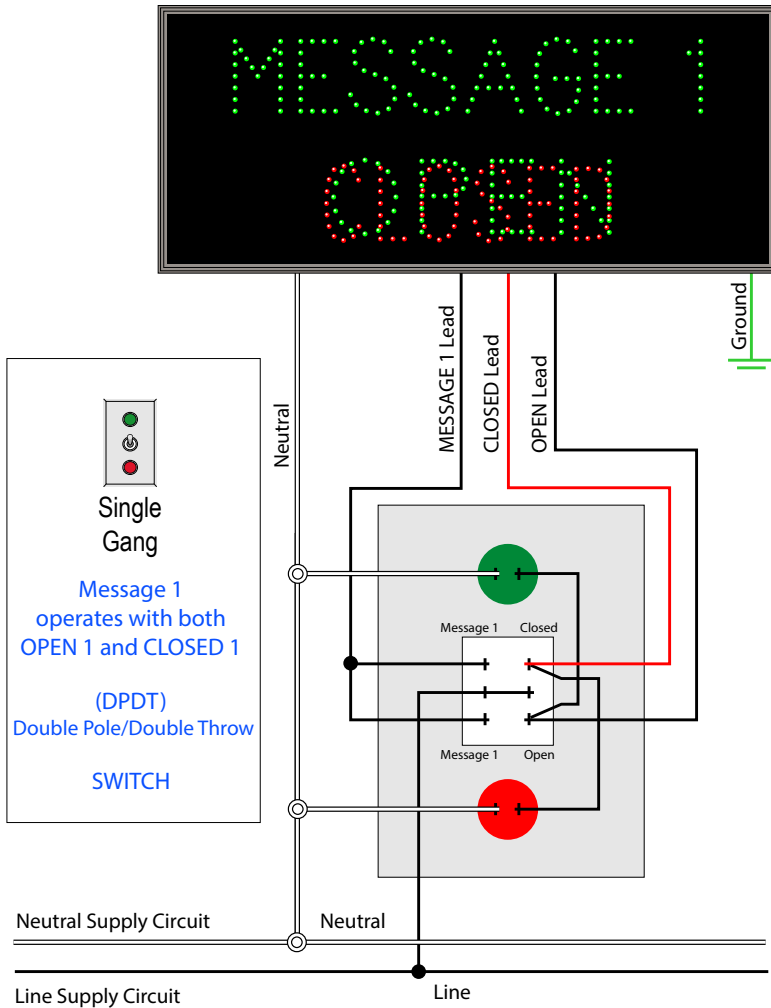 MESSAGE 1
MESSAGE 1 Lead
CLOSED Lead
OPEN Lead
Ground
Neutral
Single
Gang
Message 1
operates with both
OPEN 1 and CLOSED 1
(DPDT)
Double Pole/Double Throw
SWITCH
Message 1
Closed
Message 1
Open
Neutral Supply Circuit
Neutral
Line Supply Circuit
Line